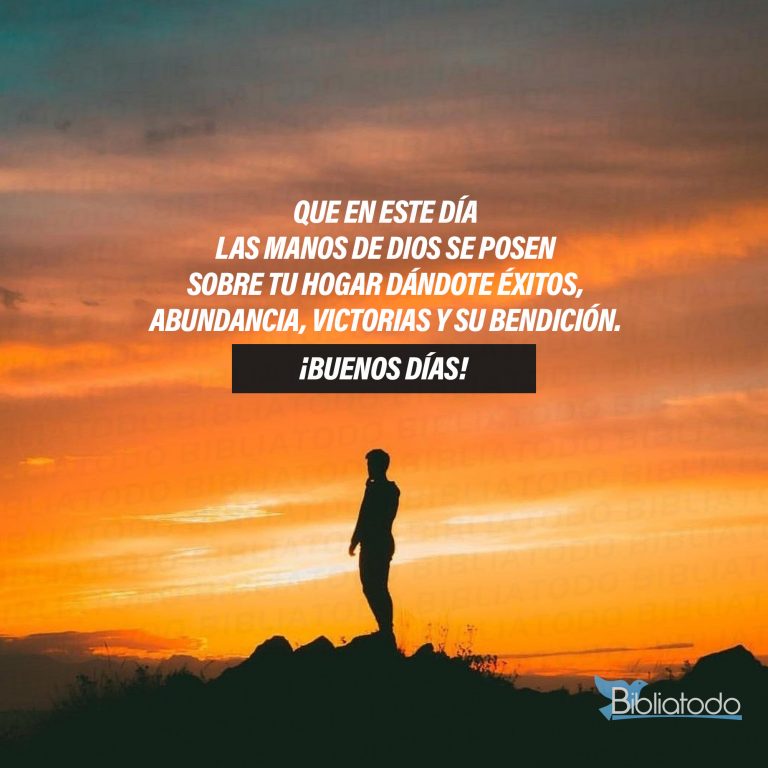 QUE EN ESTE DÍA
LAS MANOS DE DIOS SE POSEN
SOBRE TU HOGAR DÁNDOTE ÉXITOS,
ABUNDANCIA, VICTORIAS Y SU BENDICIÓN.
¡BUENOS DÍAS!
Bibliatodo